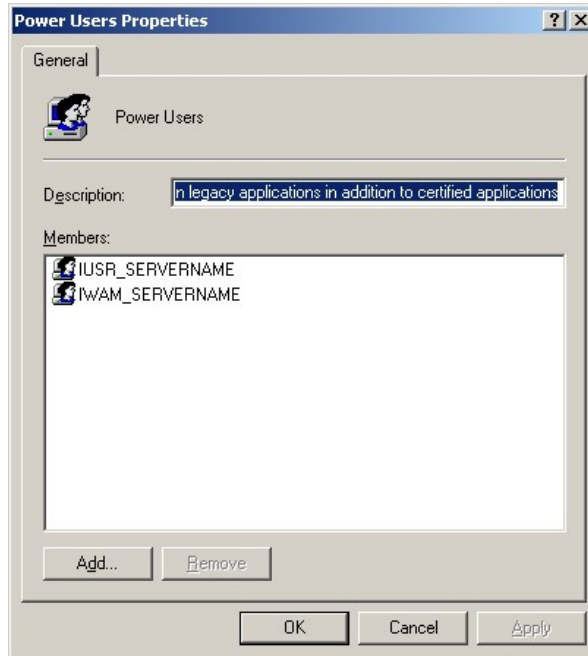 Power Users Properties
General
Power Users
Description:
n legacy applications in addition to certified applications
Members:
IUSR_SERVERNAME
IWAM_SERVERNAME
Add...
Remove
OK
Cancel
Apply